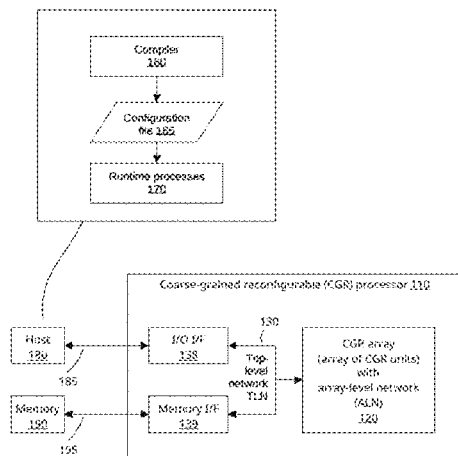 Compiler
160
Configuration
file 165
Runtime processes
170
Coarse-grained reconfigurable (CGR) processor 110
Host
180
185
I/O I/F
138
130
Top-
level
network
TLN
CGR array
(array of CGR units)
with
array-level network
(ALN)
120
Memory
190
195
Memory I/F
139